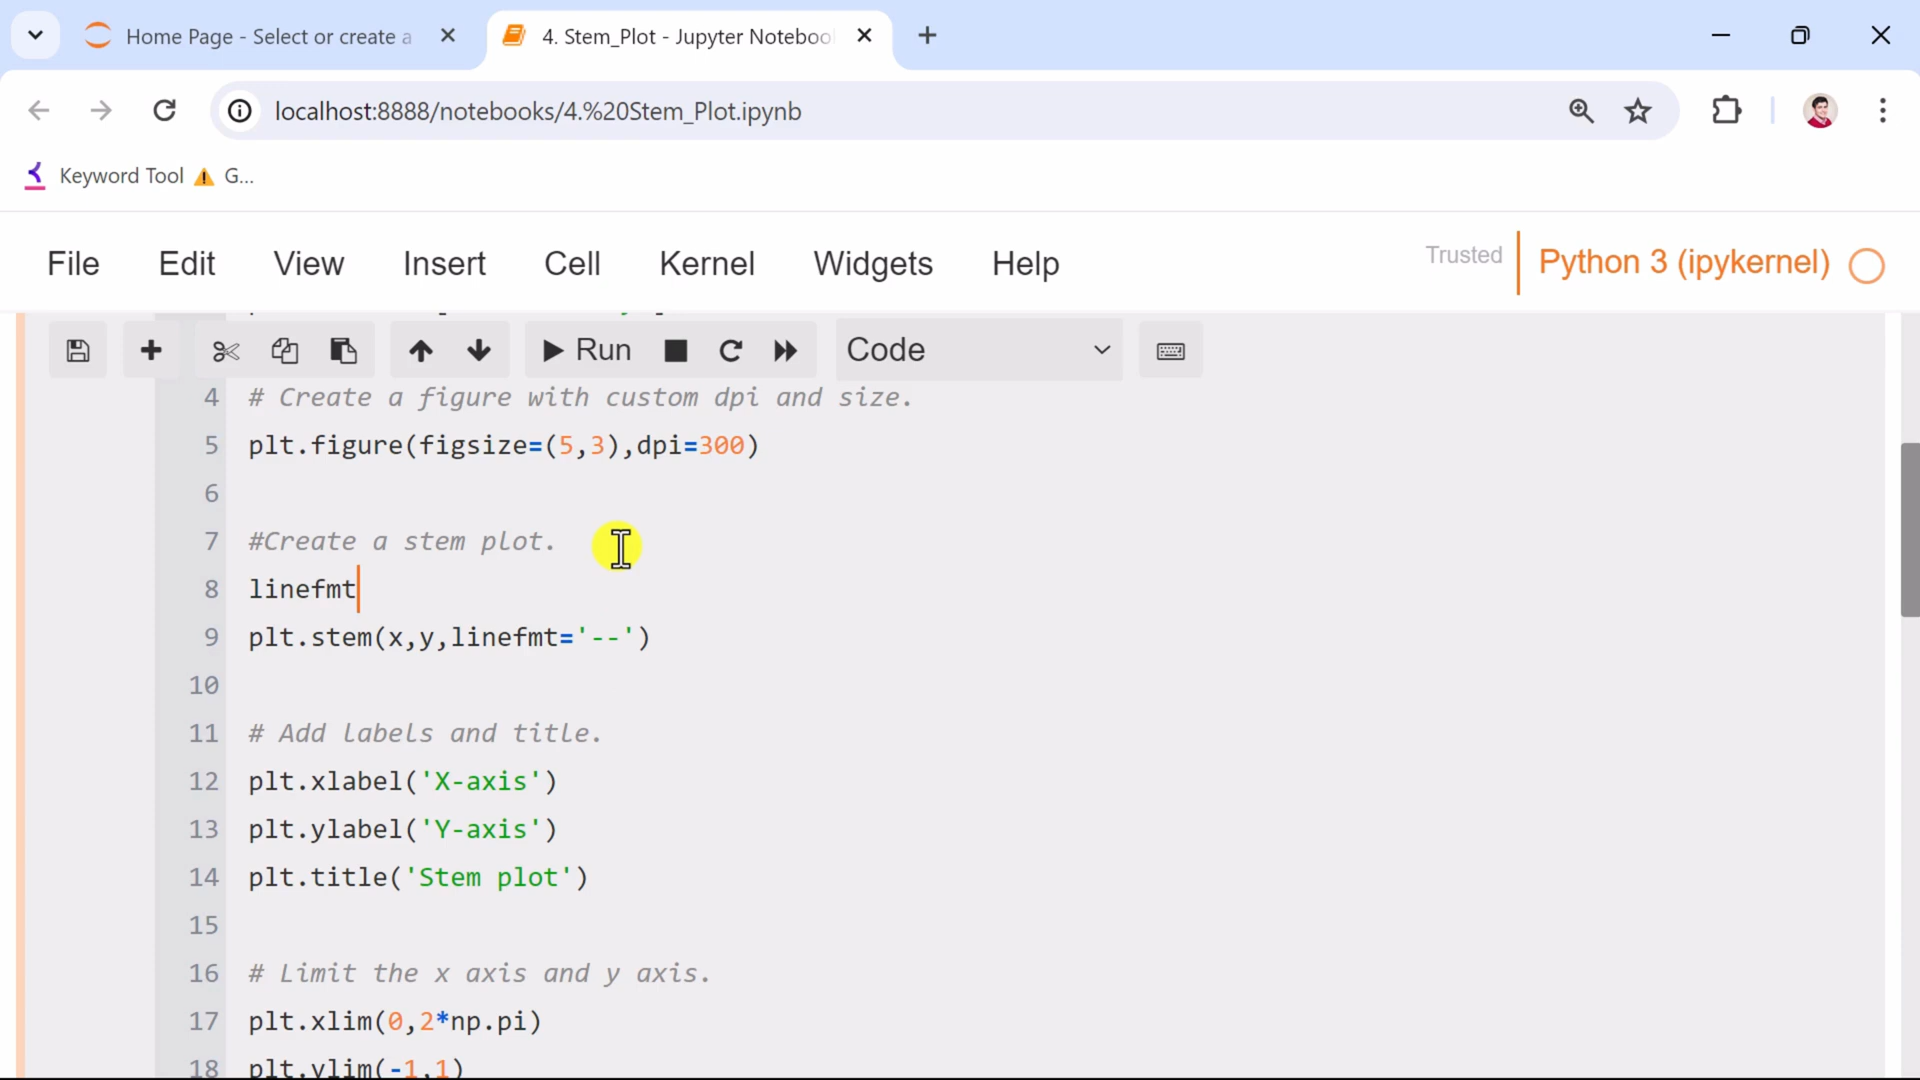 Home Page - Select or create a
4. Stem_Plot - Jupyter Noteboo
localhost:8888/notebooks/4.%20Stem_Plot.ipynb
Keyword Tool
G...
File Edit View Insert Cell Kernel Widgets Help
Trusted
Python 3 (ipykernel)
Run
Code
4 # Create a figure with custom dpi and size.
5 plt.figure(figsize=(5,3),dpi=300)
6
7 #Create a stem plot.
8 linefmt
9 plt.stem(x,y,linefmt='--')
10
11 # Add labels and title.
12 plt.xlabel('X-axis')
13 plt.ylabel('Y-axis')
14 plt.title('Stem plot')
15
16 # Limit the x axis and y axis.
17 plt.xlim(0,2*np.pi)
18 plt.ylim(-1,1)